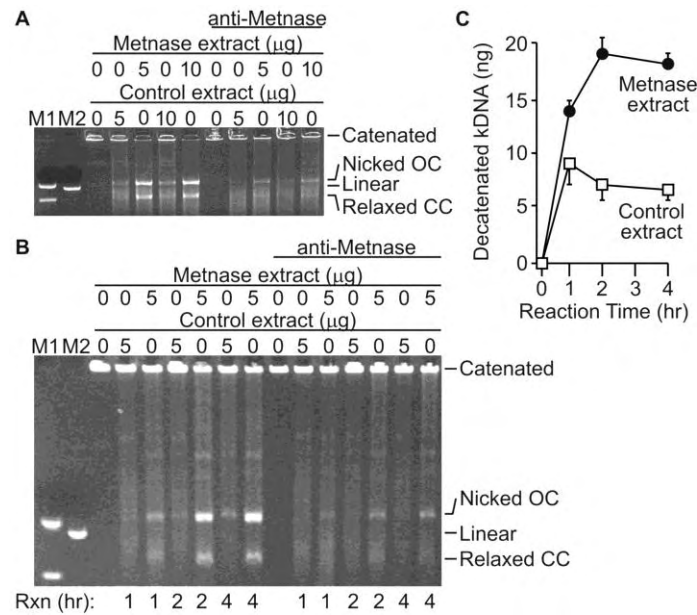 A
anti-Metnase
Metnase extract (μg)
0 0 5 0 10 0 0 5 0 10
Control extract (μg)
M1 M2 0 5 0 10 0 0 5 0 10 0
Catenated
Nicked OC
Linear
Relaxed CC
B
anti-Metnase
Metnase extract (μg)
0 0 5 0 5 0 5 0 0 5 0 5 0 5
Control extract (μg)
M1 M2 0 5 0 5 0 5 0 0 5 0 5 0 5 0
Catenated
Nicked OC
Linear
Relaxed CC
Rxn (hr): 1 1 2 2 4 4 1 1 2 2 4 4
C
Decatenated kDNA (ng)
20
15
10
5
0
Metnase
extract
Control
extract
0 1 2 3 4
Reaction Time (hr)